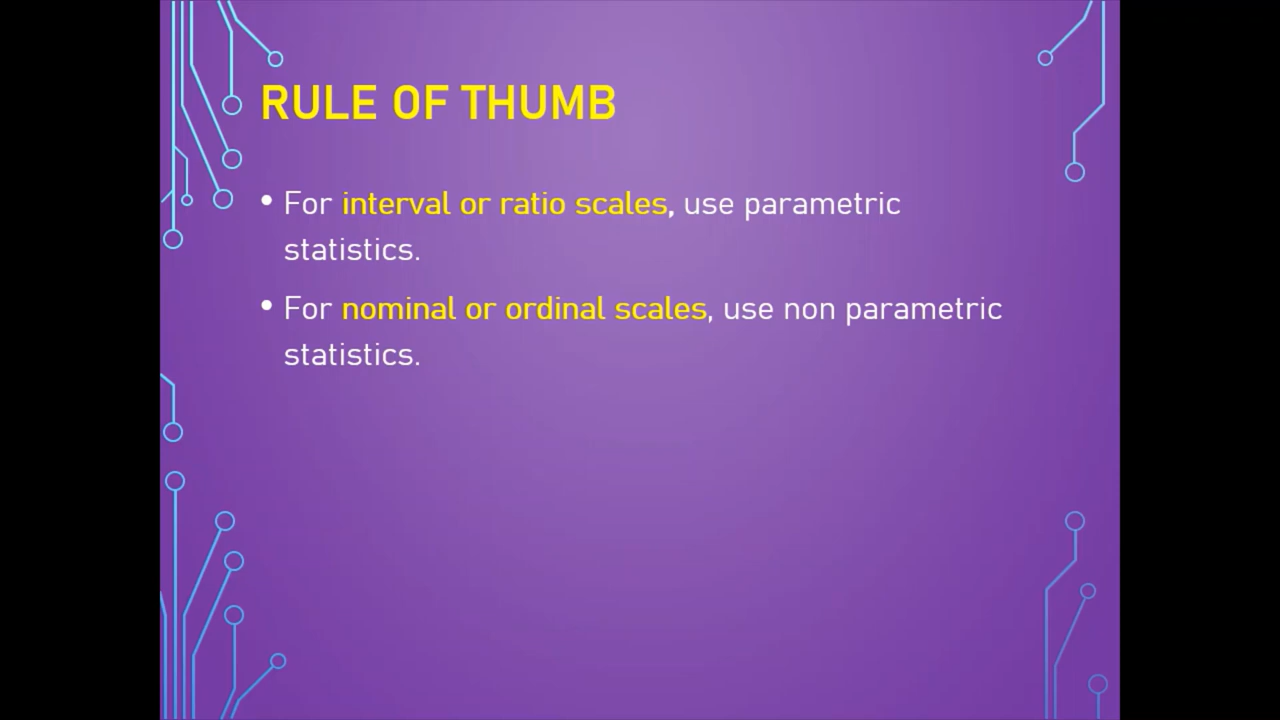 RULE OF THUMB
• For interval or ratio scales, use parametric
statistics.
• For nominal or ordinal scales, use non parametric
statistics.